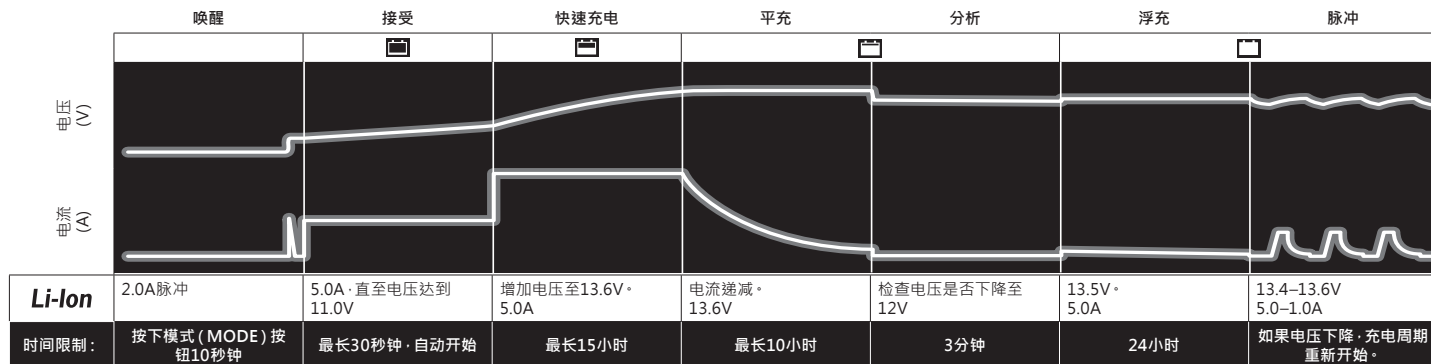 唤醒 接受 快速充电 平充 分析 浮充 脉冲
电压
(V)
电流
(A)
Li-Ion
2.0A脉冲
5.0A，直至电压达到
11.0V
增加电压至13.6V。
5.0A
电流递减。
13.6V
检查电压是否下降至
12V
13.5V。
5.0A
13.4–13.6V
5.0–1.0A
时间限制：
按下模式（MODE）按
钮10秒钟
最长30秒钟，自动开始
最长15小时
最长10小时
3分钟
24小时
如果电压下降，充电周期
重新开始。